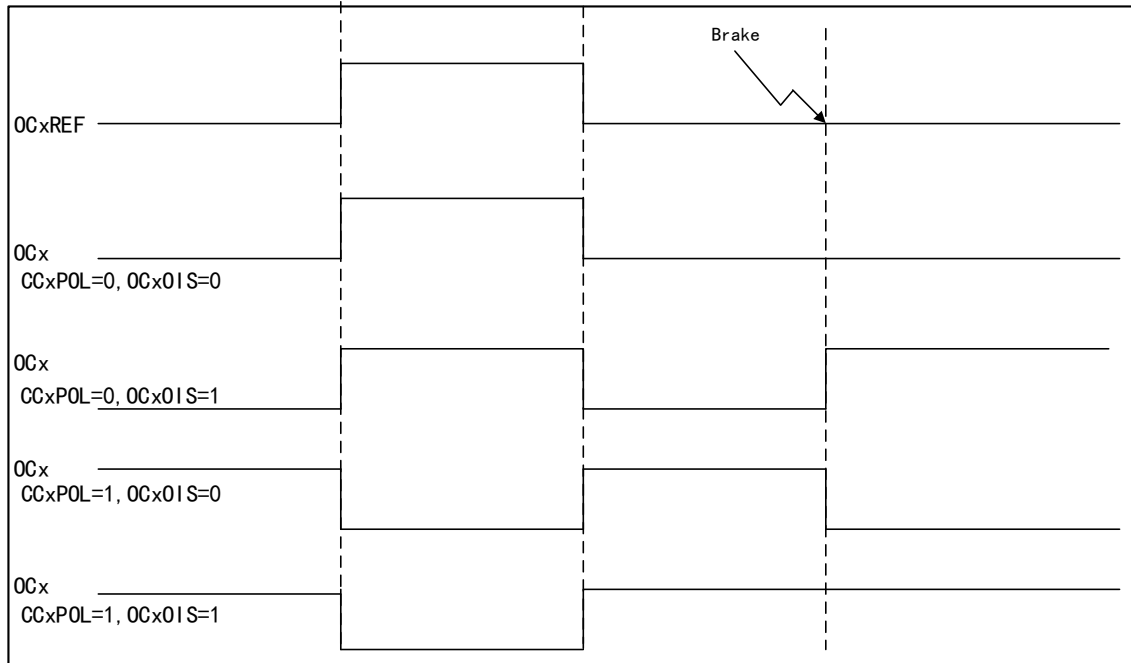 Brake
OCxREF
OCx
CCxPOL=0, OCxOIS=0
OCx
CCxPOL=0, OCxOIS=1
OCx
CCxPOL=1, OCxOIS=0
OCx
CCxPOL=1, OCxOIS=1